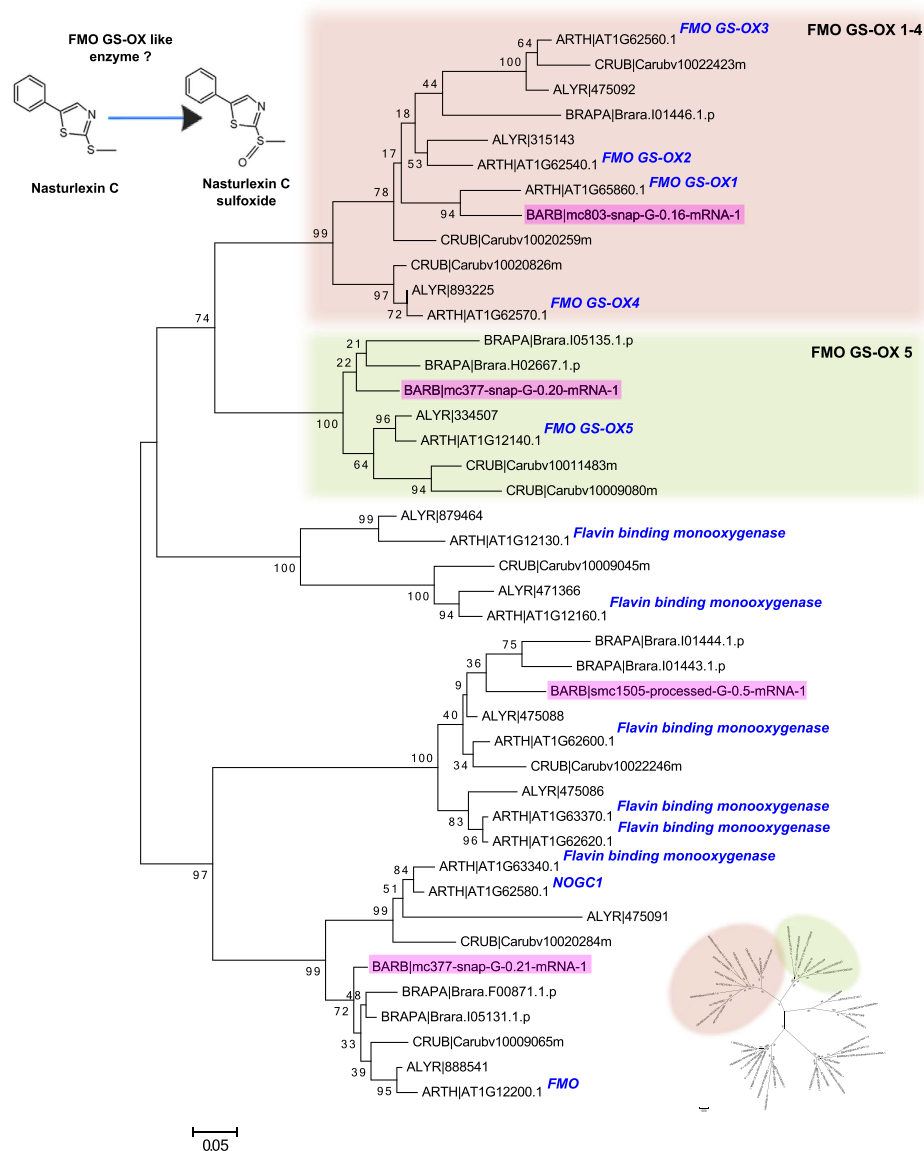 FMO GS-OX like
enzyme ?
N
S
S
N
S
S
O
Nasturlexin C
Nasturlexin C
sulfoxide
FMO GS-OX 1-4
64
ARTH|AT1G62560.1
FMO GS-OX3
100
CRUB|Carubv10022423m
44
ALYR|475092
18
BRAPA|Brara.I01446.1.p
ALYR|315143
17
53
ARTH|AT1G62540.1
FMO GS-OX2
78
ARTH|AT1G65860.1
FMO GS-OX1
94
BARB|mc803-snap-G-0.16-mRNA-1
99
CRUB|Carubv10020259m
CRUB|Carubv10020826m
97
ALYR|893225
72
ARTH|AT1G62570.1
FMO GS-OX4
74
FMO GS-OX 5
21
BRAPA|Brara.I05135.1.p
22
BRAPA|Brara.H02667.1.p
BARB|mc377-snap-G-0.20-mRNA-1
100
96
ALYR|334507
ARTH|AT1G12140.1
FMO GS-OX5
64
CRUB|Carubv10011483m
94
CRUB|Carubv10009080m
99
ALYR|879464
ARTH|AT1G12130.1
Flavin binding monooxygenase
100
CRUB|Carubv10009045m
100
ALYR|471366
94
ARTH|AT1G12160.1
Flavin binding monooxygenase
75
BRAPA|Brara.I01444.1.p
36
BRAPA|Brara.I01443.1.p
9
BARB|smc1505-processed-G-0.5-mRNA-1
40
ALYR|475088
ARTH|AT1G62600.1
Flavin binding monooxygenase
100
34
CRUB|Carubv10022246m
ALYR|475086
83
ARTH|AT1G63370.1
Flavin binding monooxygenase
96
ARTH|AT1G62620.1
Flavin binding monooxygenase
97
84
ARTH|AT1G63340.1
Flavin binding monooxygenase
51
ARTH|AT1G62580.1
NOGC1
99
ALYR|475091
CRUB|Carubv10020284m
99
BARB|mc377-snap-G-0.21-mRNA-1
48
BRAPA|Brara.F00871.1.p
72
BRAPA|Brara.I05131.1.p
33
CRUB|Carubv10009065m
39
ALYR|888541
95
ARTH|AT1G12200.1
FMO
0.05